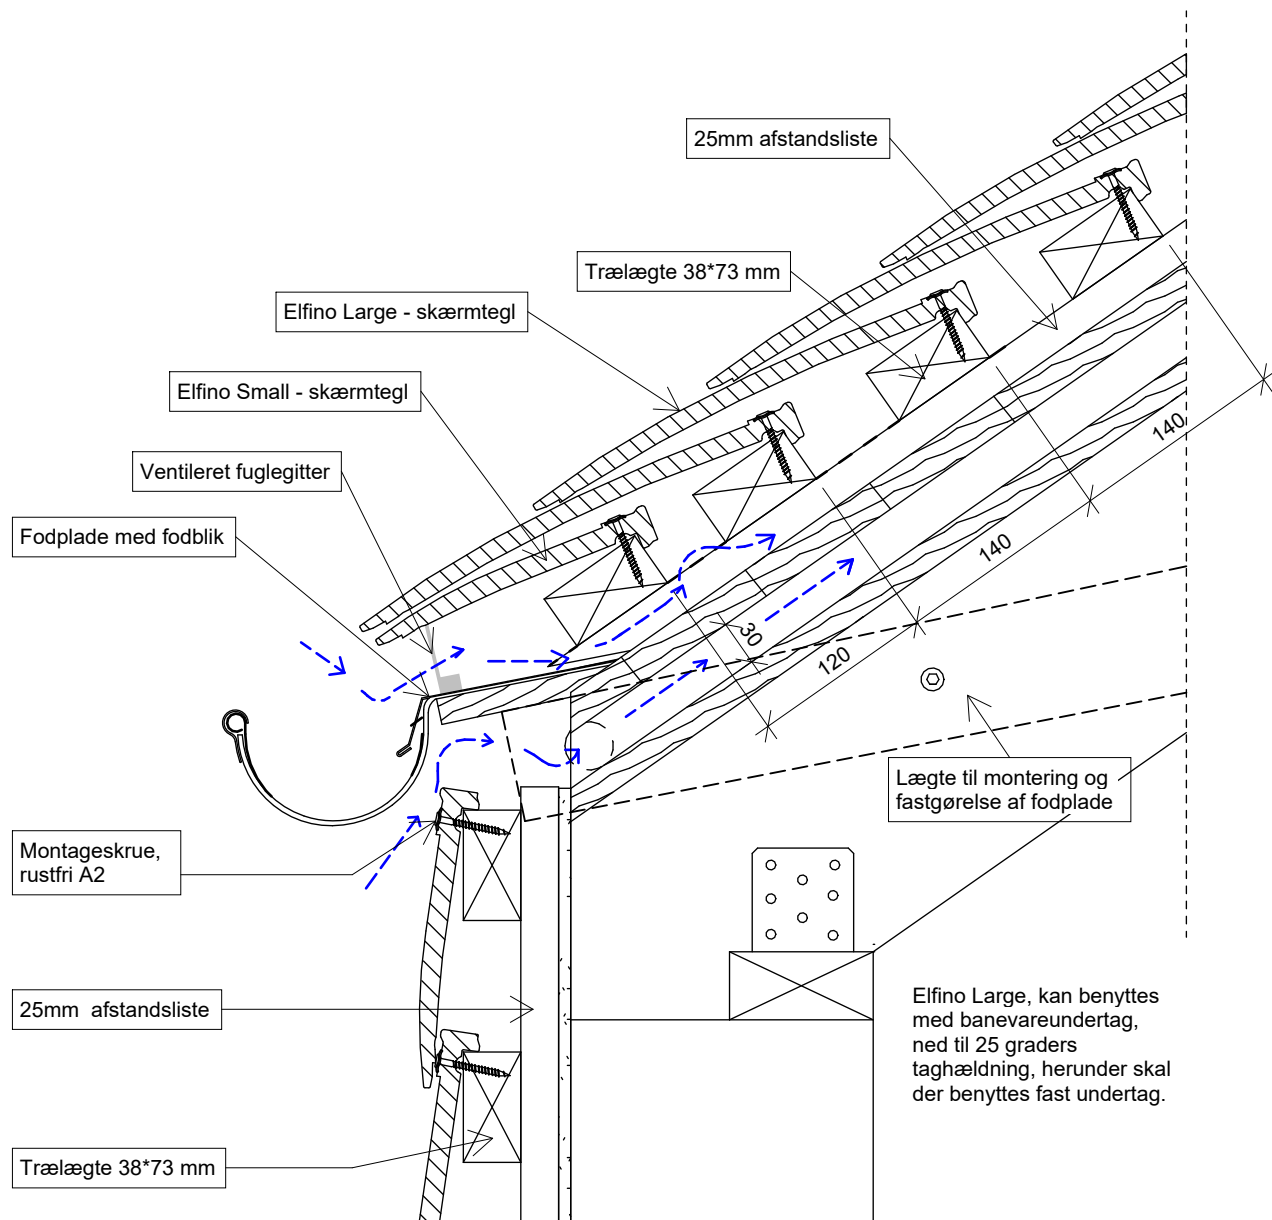 25mm afstandsliste
Trælægte 38*73 mm
Elfino Large - skærmtegl
Elfino Small - skærmtegl
Ventileret fuglegitter
Fodplade med fodblik
140
140
30
120
Lægte til montering og
fastgørelse af fodplade
Montageskrue,
rustfri A2
25mm  afstandsliste
Elfino Large, kan benyttes
med banevareundertag,
ned til 25 graders
taghældning, herunder skal
der benyttes fast undertag.
Trælægte 38*73 mm